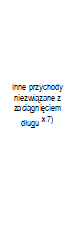 Inne przychody
niezwiązane z
zaciągnięciem
długu x 7)